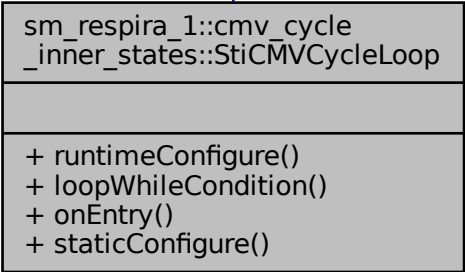 sm_respira_1::cmv_cycle
_inner_states::StiCMVCycleLoop
+ runtimeConfigure()
+ loopWhileCondition()
+ onEntry()
+ staticConfigure()